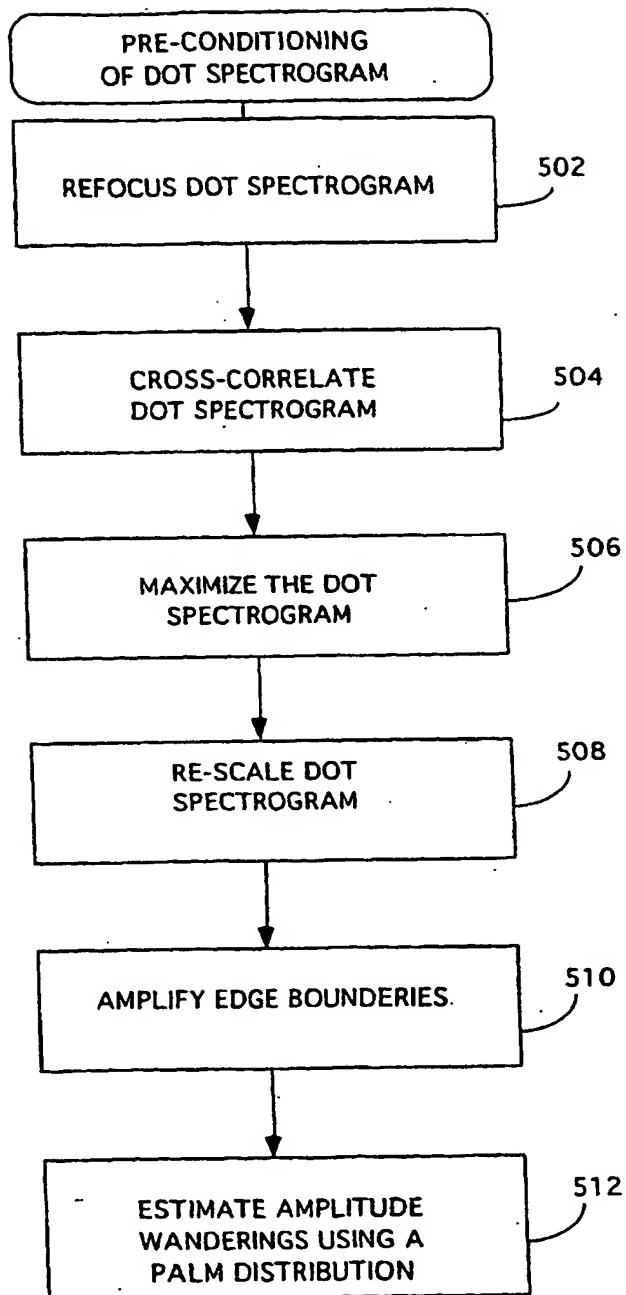 PRE-CONDITIONING
OF DOT SPECTROGRAM
REFOCUS DOT SPECTROGRAM
502
CROSS-CORRELATE
DOT SPECTROGRAM
504
MAXIMIZE THE DOT
SPECTROGRAM
506
RE-SCALE DOT
SPECTROGRAM
508
AMPLIFY EDGE BOUNDERIES.
510
ESTIMATE AMPLITUDE
WANDERINGS USING A
PALM DISTRIBUTION
512